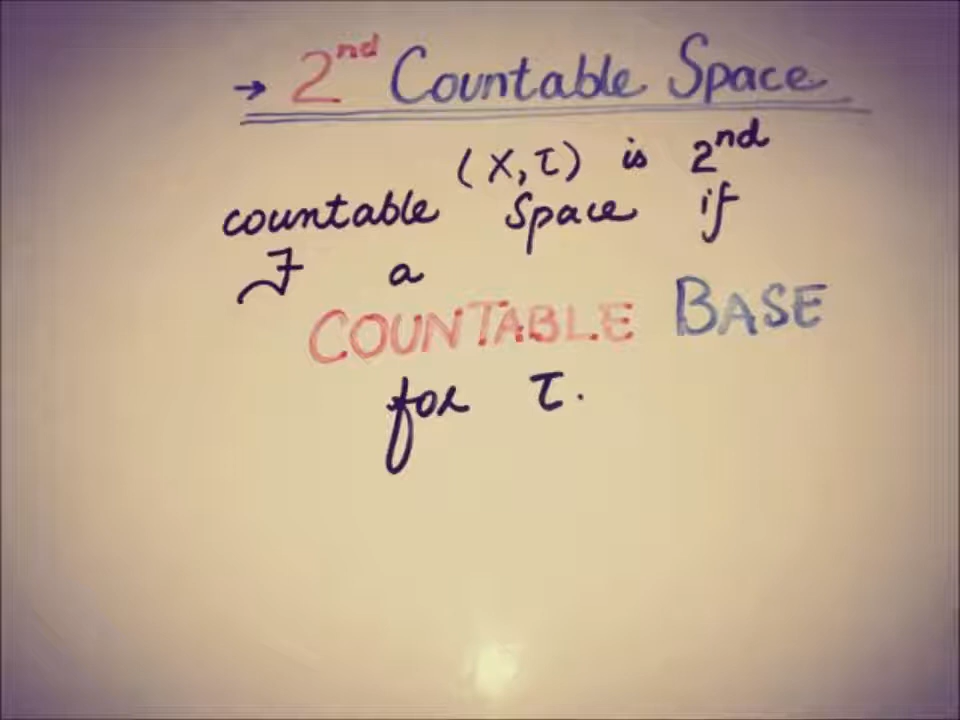 → 2nd Countable Space
(X, τ) is 2nd
countable Space if
∃ a
COUNTABLE BASE
for τ.